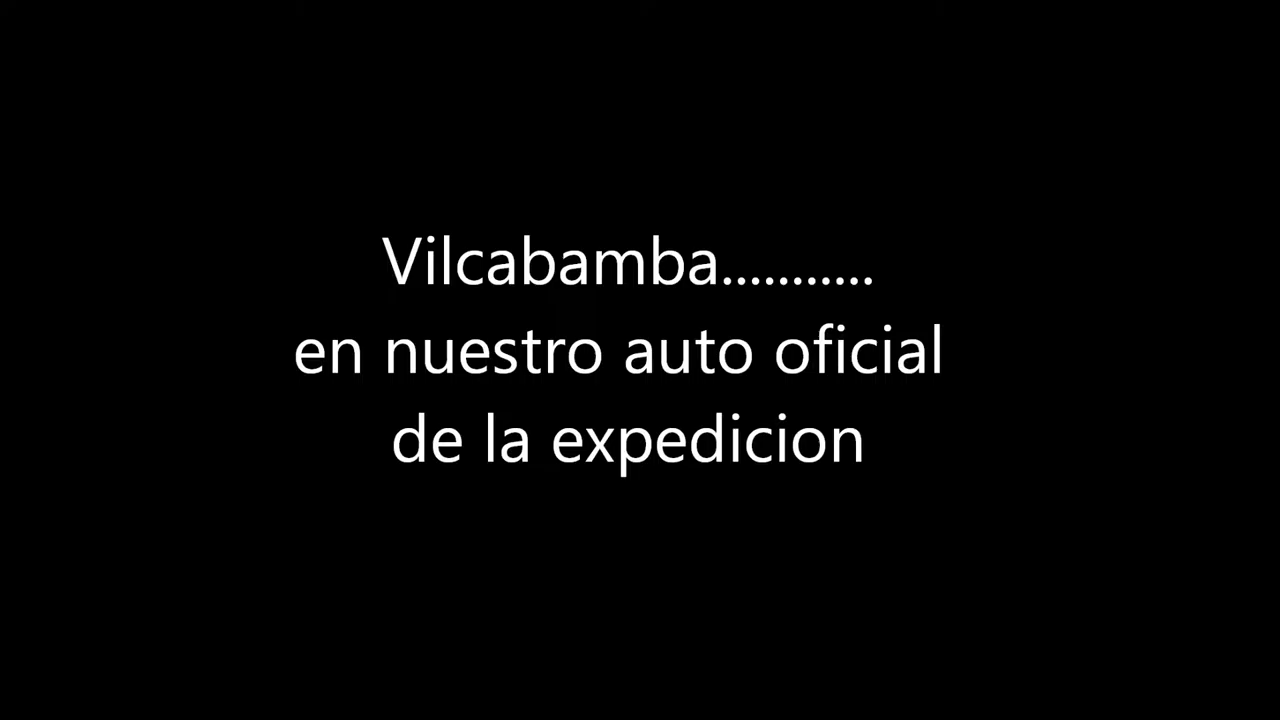 Vilcabamba...........
en nuestro auto oficial
de la expedicion